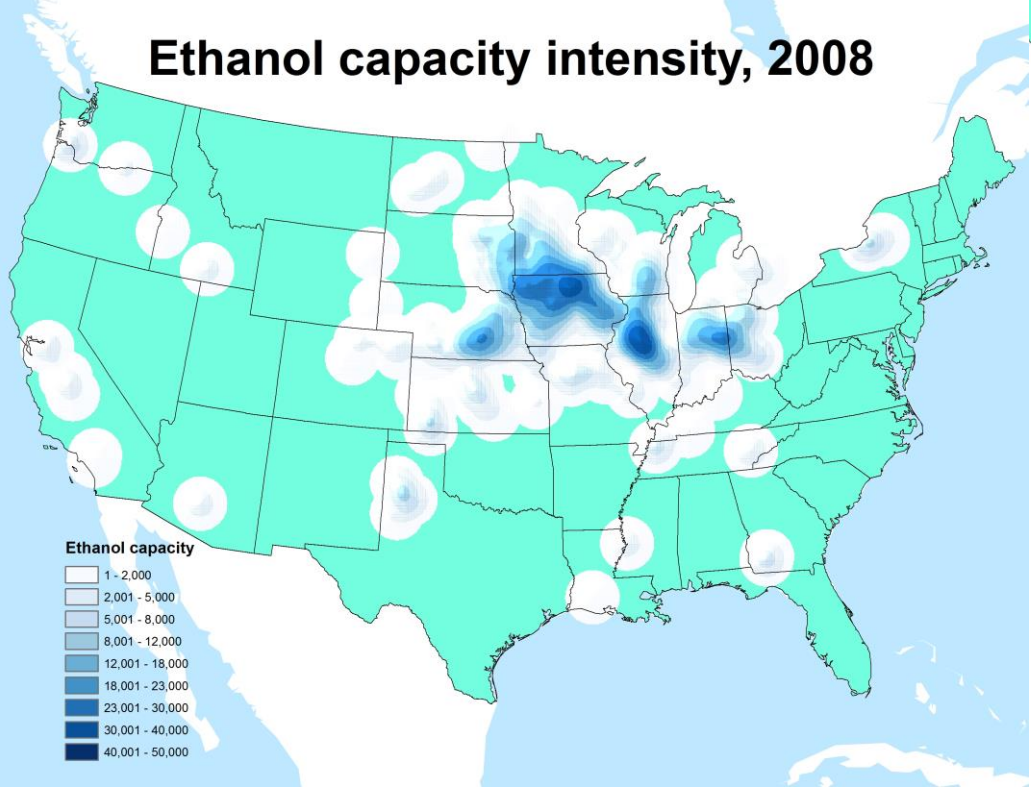 Ethanol capacity intensity, 2008
Ethanol capacity
1 - 2,000
2,001 - 5,000
5,001 - 8,000
8,001 - 12,000
12,001 - 18,000
18,001 - 23,000
23,001 - 30,000
30,001 - 40,000
40,001 - 50,000